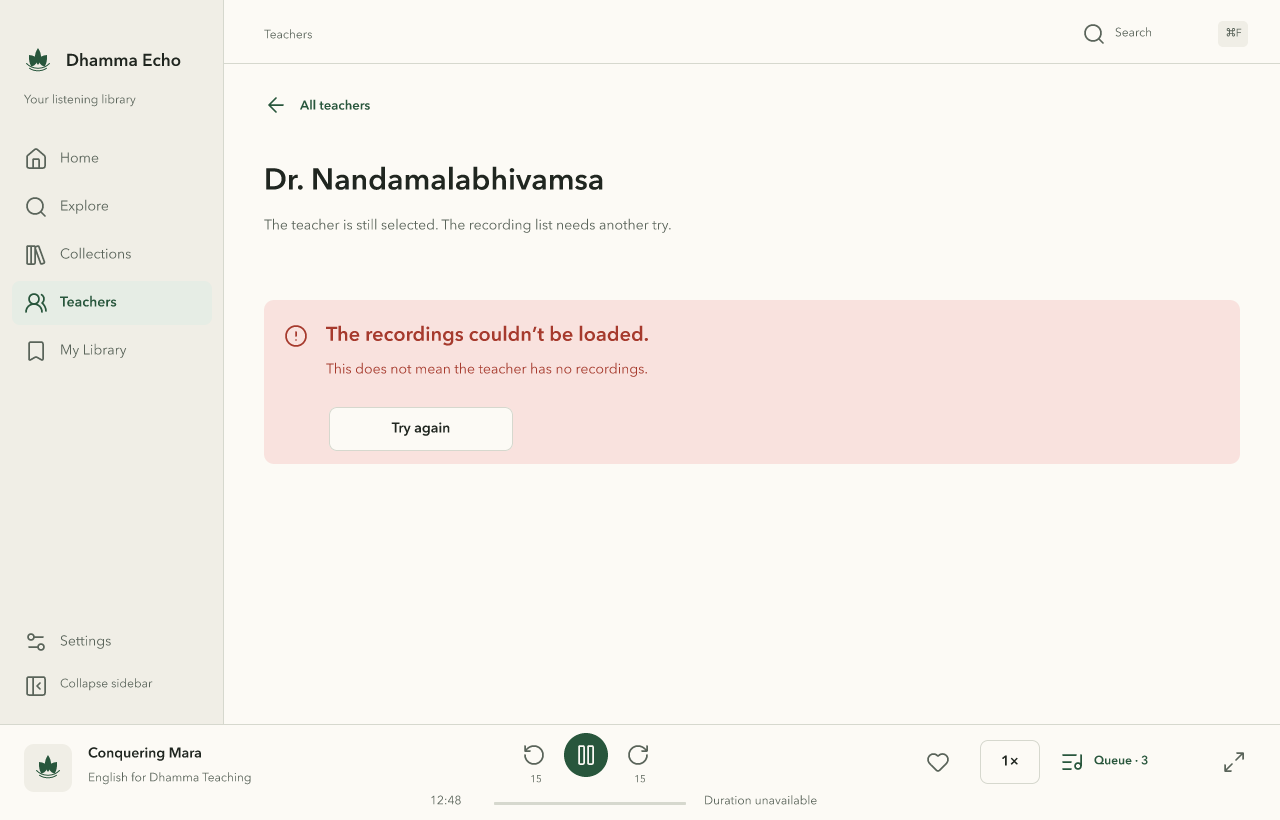 Dhamma Echo
Your listening library
Home
Explore
Collections
Teachers
My Library
Settings
Collapse sidebar
Teachers
Search
⌘F
All teachers
Dr. Nandamalabhivamsa
The teacher is still selected. The recording list needs another try.
The recordings couldn’t be loaded.
This does not mean the teacher has no recordings.
Try again
Conquering Mara
English for Dhamma Teaching
15
15
12:48
Duration unavailable
1×
Queue · 3